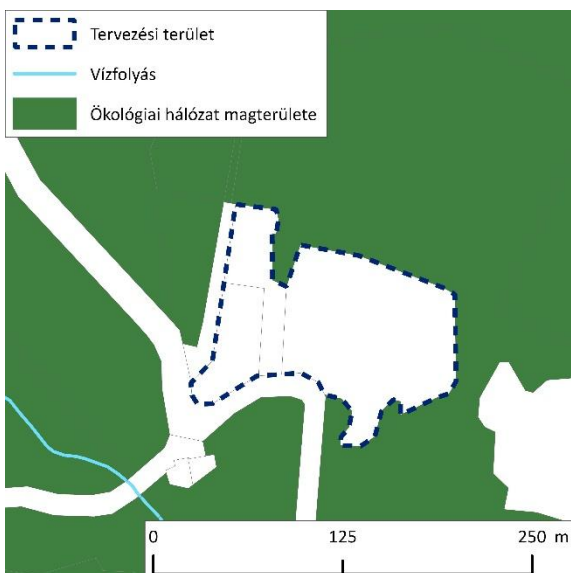 Tervezési terület
Vízfolyás
Ökológiai hálózat magterülete
0 125 250 m